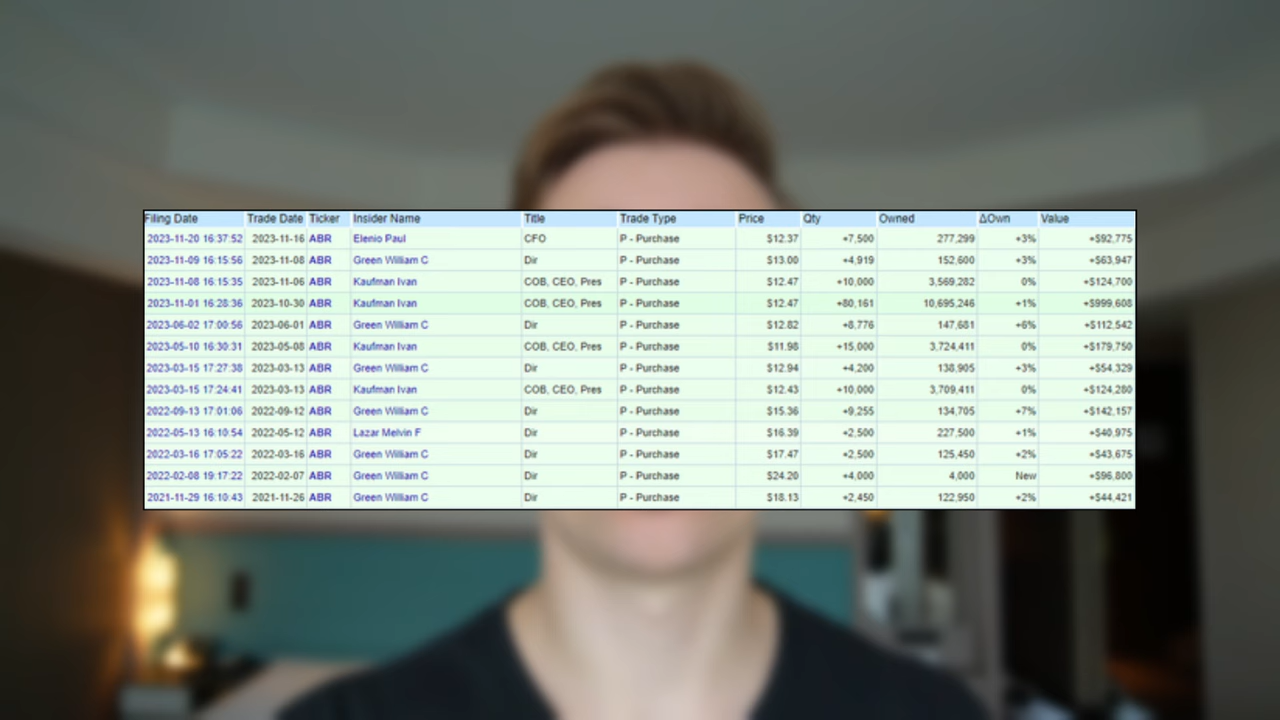 Filing Date Trade Date Ticker Insider Name Title Trade Type Price Qty Owned ΔOwn Value
2023-11-20 16:37:52 2023-11-16 ABR Elenio Paul CFO P - Purchase $12.37 +7,500 277,299 +3% +$92,775
2023-11-09 16:15:56 2023-11-08 ABR Green William C Dir P - Purchase $13.00 +4,919 152,600 +3% +$63,947
2023-11-08 16:15:35 2023-11-06 ABR Kaufman Ivan COB, CEO, Pres P - Purchase $12.47 +10,000 3,569,282 0% +$124,700
2023-11-01 16:28:36 2023-10-30 ABR Kaufman Ivan COB, CEO, Pres P - Purchase $12.47 +80,161 10,695,246 +1% +$999,608
2023-06-02 17:00:56 2023-06-01 ABR Green William C Dir P - Purchase $12.82 +8,776 147,681 +6% +$112,542
2023-05-10 16:30:31 2023-05-08 ABR Kaufman Ivan COB, CEO, Pres P - Purchase $11.98 +15,000 3,724,411 0% +$179,750
2023-03-15 17:27:38 2023-03-13 ABR Green William C Dir P - Purchase $12.94 +4,200 138,905 +3% +$54,329
2023-03-15 17:24:41 2023-03-13 ABR Kaufman Ivan COB, CEO, Pres P - Purchase $12.43 +10,000 3,709,411 0% +$124,280
2022-09-13 17:01:06 2022-09-12 ABR Green William C Dir P - Purchase $15.36 +9,255 134,705 +7% +$142,157
2022-05-13 16:10:54 2022-05-12 ABR Lazar Melvin F Dir P - Purchase $16.39 +2,500 227,500 +1% +$40,975
2022-03-16 17:05:22 2022-03-16 ABR Green William C Dir P - Purchase $17.47 +2,500 125,450 +2% +$43,675
2022-02-08 19:17:22 2022-02-07 ABR Green William C Dir P - Purchase $24.20 +4,000 4,000 New +$96,800
2021-11-29 16:10:43 2021-11-26 ABR Green William C Dir P - Purchase $18.13 +2,450 122,950 +2% +$44,421